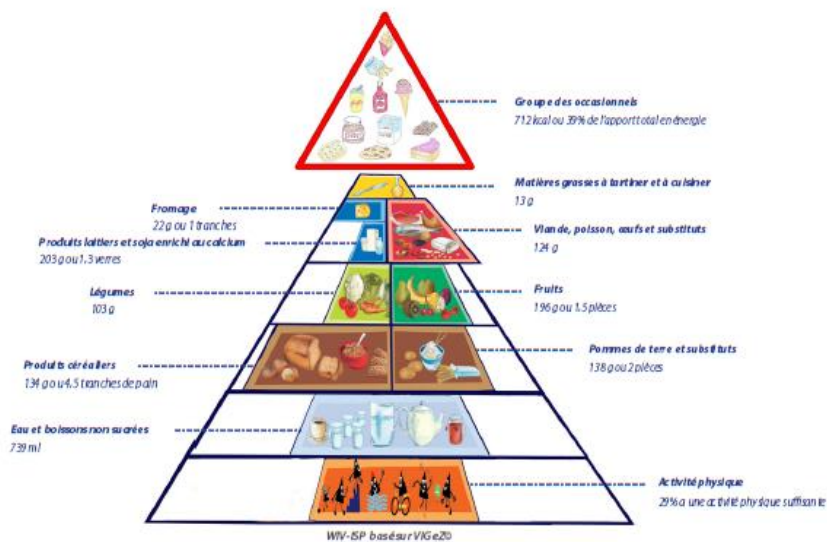 Groupe des occasionnels
712 kcal ou 39% de l'apport total en énergie
Matières grasses à tartiner et à cuisiner
13 g
Fromage
22 g ou 1 tranches
Viande, poisson, œufs et substituts
124 g
Produits laitiers et soja enrichi au calcium
203 g ou 1,3 verres
Légumes
103 g
Fruits
196 g ou 1,5 pièces
Pommes de terre et substituts
138 g ou 2 pièces
Produits céréaliers
134 g ou 4,5 tranches de pain
Eau et boissons non sucrées
739 ml
Activité physique
29% a une activité physique suffisante
WIV-ISP basé sur VIGeZ©